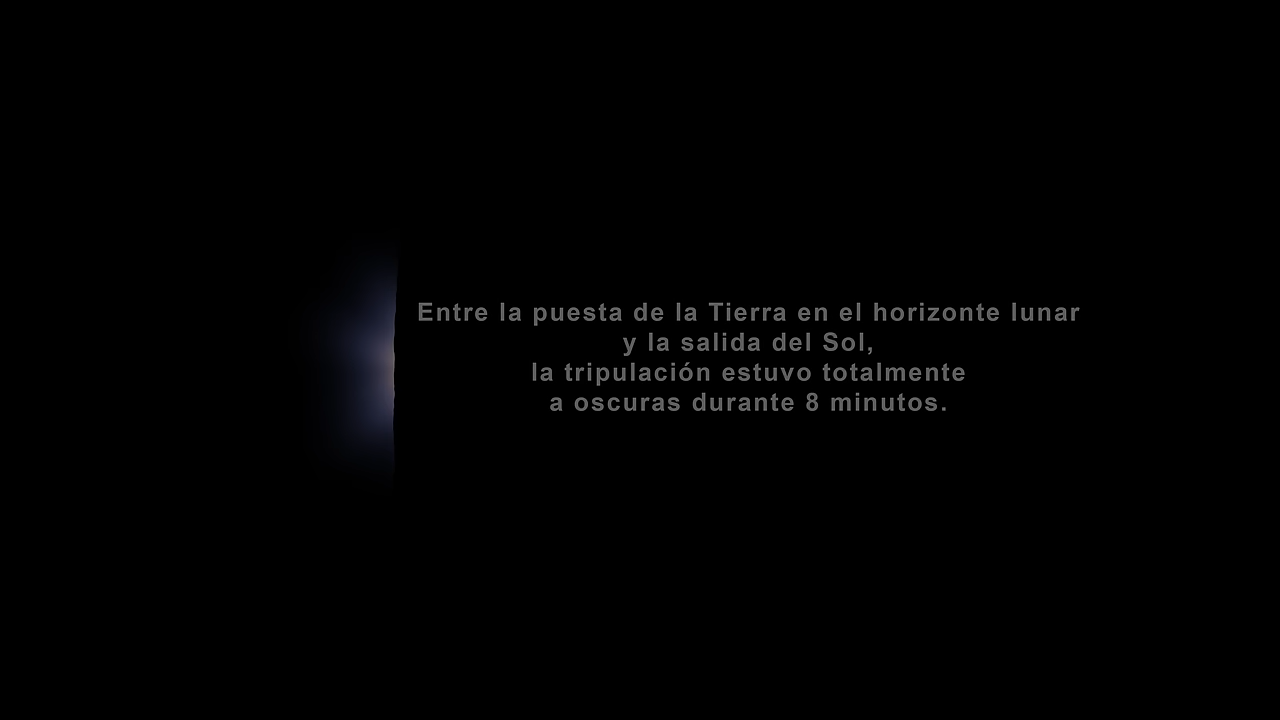 Entre la puesta de la Tierra en el horizonte lunar
y la salida del Sol,
la tripulación estuvo totalmente
a oscuras durante 8 minutos.